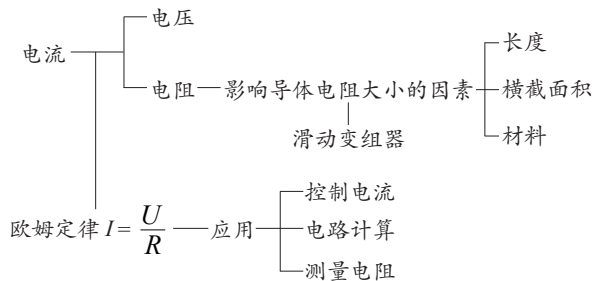 电压
电流
电阻 影响导体电阻大小的因素
长度
横截面积
材料
滑动变组器
欧姆定律 I = U/R 应用
控制电流
电路计算
测量电阻